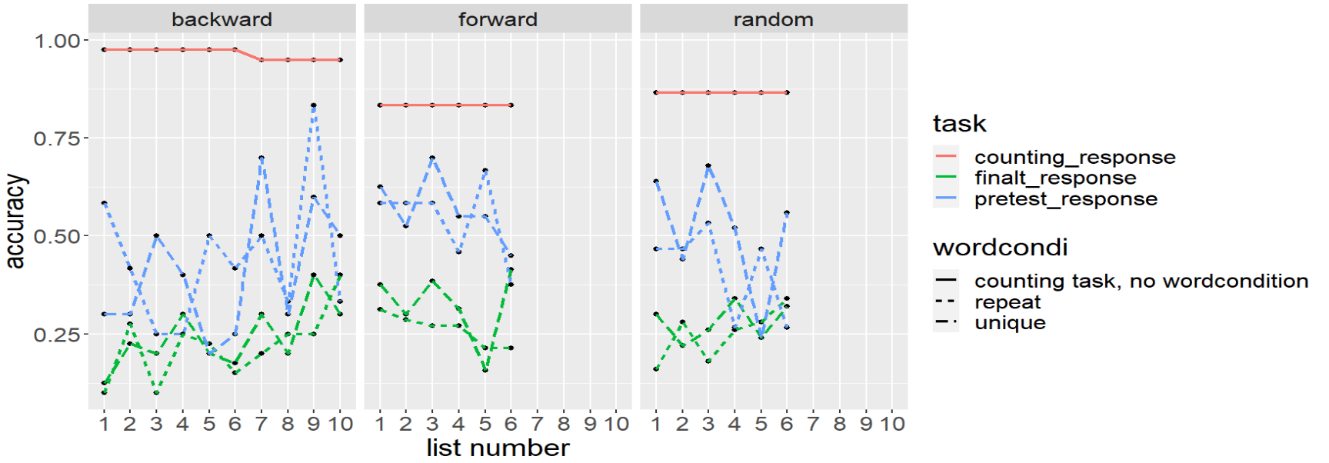 backward forward random
1.00
0.75
0.50
0.25
accuracy
1 2 3 4 5 6 7 8 9 10 1 2 3 4 5 6 7 8 9 10 1 2 3 4 5 6 7 8 9 10
list number
task
counting_response
finalt_response
pretest_response
wordcondi
counting task, no wordcondition
repeat
unique